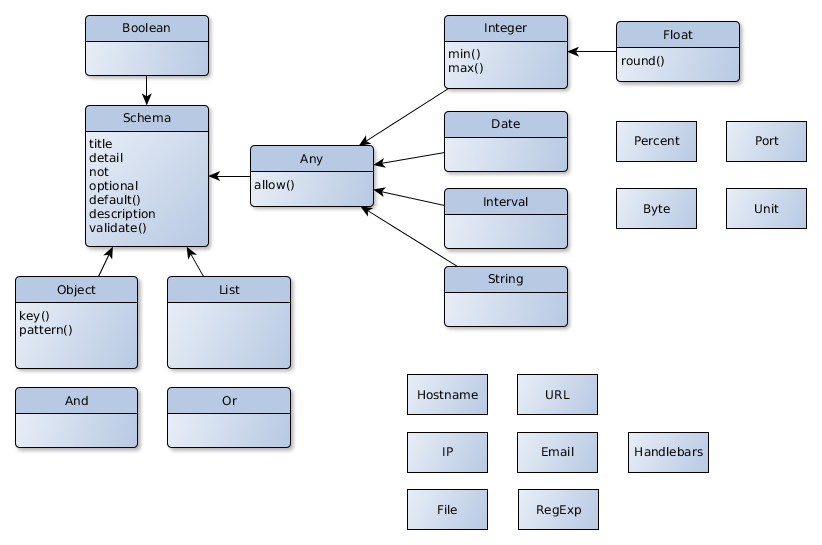 Boolean
Schema
title
detail
not
optional
default()
description
validate()
Object
key()
pattern()
List
And
Or
Any
allow()
Integer
min()
max()
Float
round()
Date
Interval
String
Percent
Port
Byte
Unit
Hostname
URL
IP
Email
Handlebars
File
RegExp